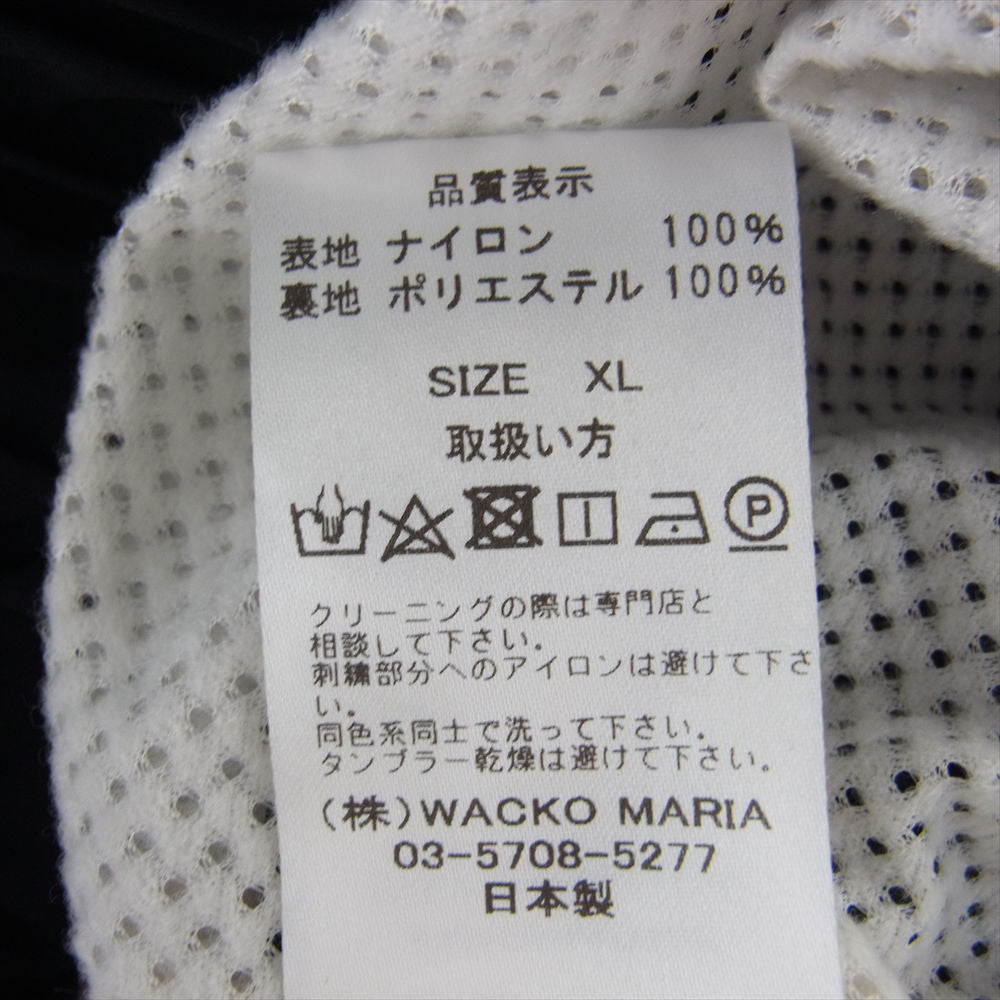 品質表示
表地 ナイロン 100%
裏地 ポリエステル 100%
SIZE XL
取扱い方
P
クリーニングの際は専門店と
相談して下さい.
刺繍部分へのアイロンは避けて下さ
い。
同色系同士で洗って下さい.
タンブラー乾燥は避けて下さい。
(株)WACKO MARIA
03-5708-5277
日本製